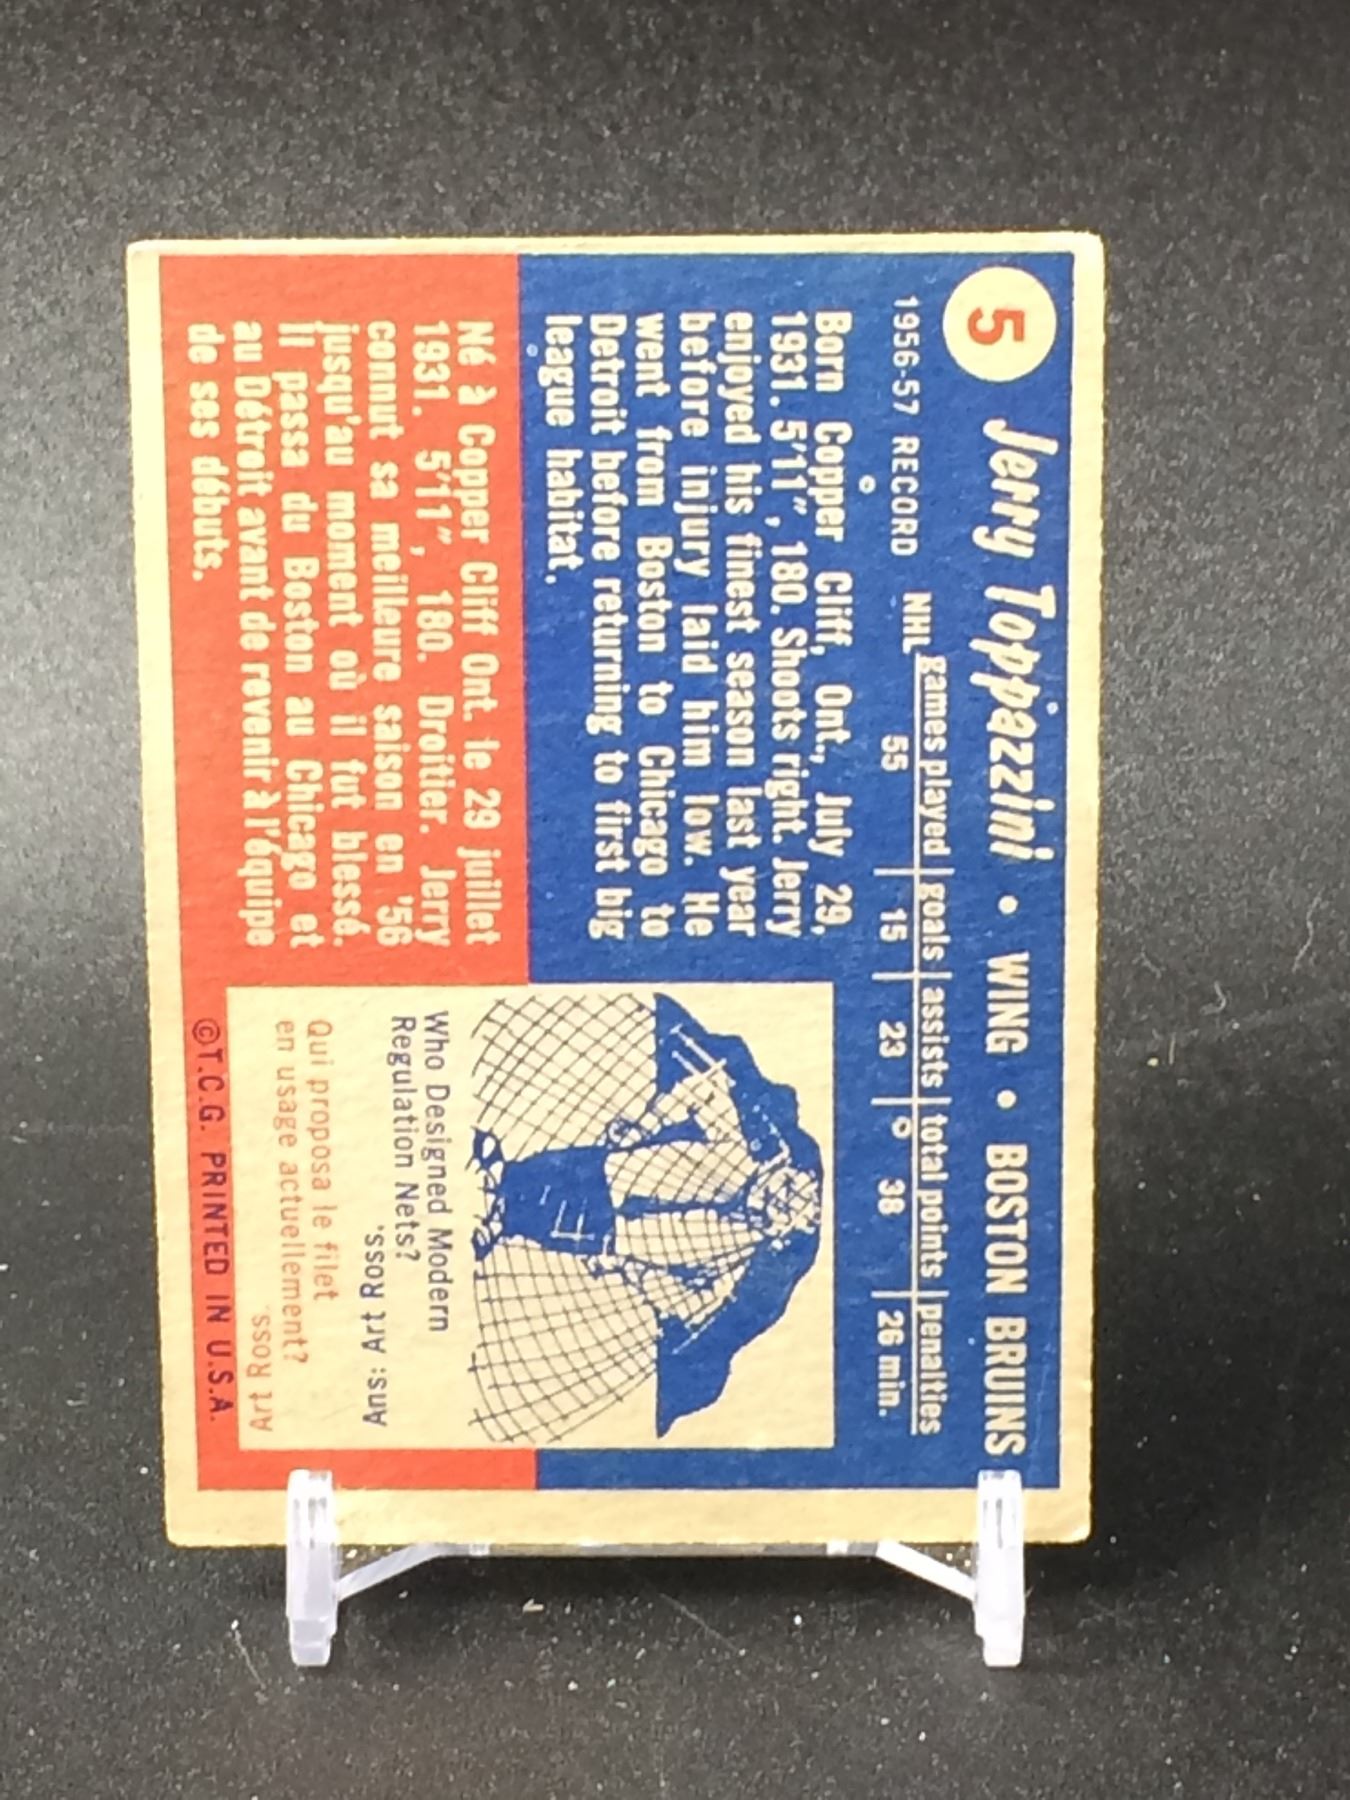 5 Jerry Toppazzini • WING • BOSTON BRUINS
NHL games played goals assists total points penalties
1956-57 RECORD 55 15 23 38 26 min.
Born Copper Cliff, Ont., July 29,
1931. 5'11", 180. Shoots right. Jerry
enjoyed his finest season last year
before injury laid him low. He
went from Boston to Chicago to
Detroit before returning to first big
league habitat.
Né à Copper Cliff Ont. le 29 juillet
1931. 5'11", 180. Droitier. Jerry
connut sa meilleure saison en '56
jusqu'au moment où il fut blessé.
Il passa du Boston au Chicago et
au Détroit avant de revenir à l'équipe
de ses débuts.
Who Designed Modern
Regulation Nets?
Ans: Art Ross.
Qui proposa le filet
en usage actuellement?
Art Ross.
©T.C.G. PRINTED IN U.S.A.